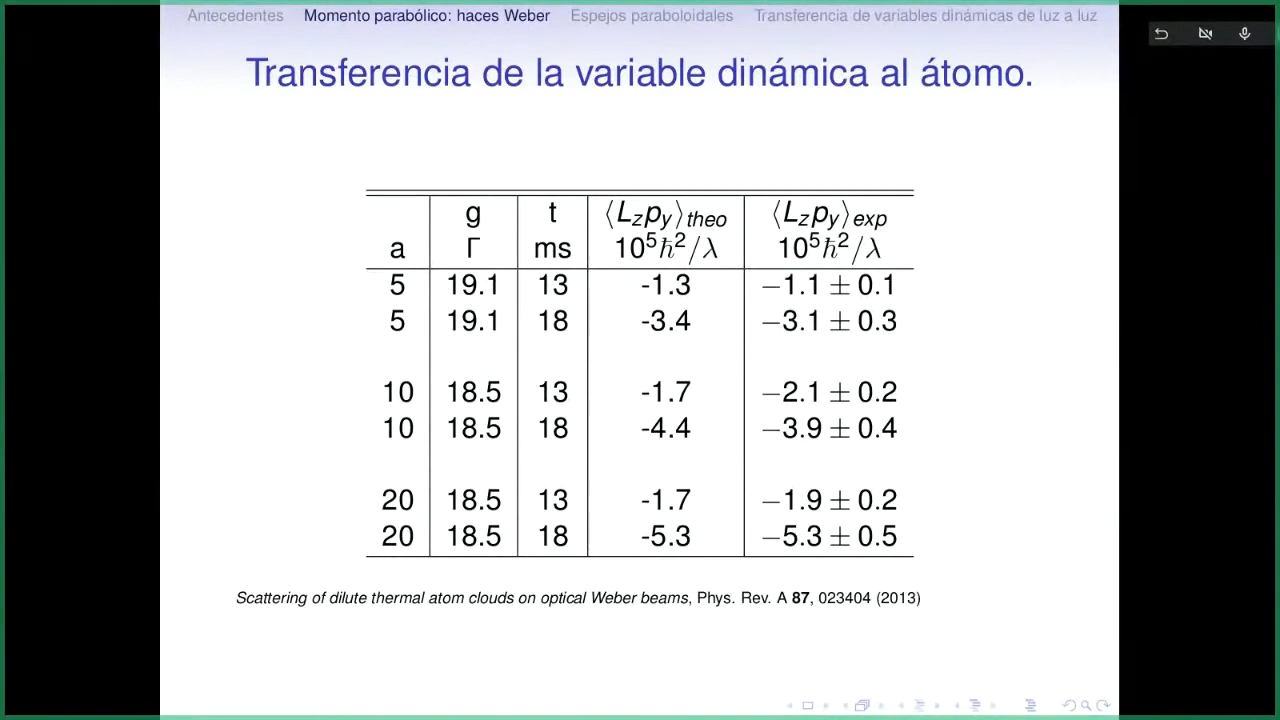 Antecedentes Momento parabólico: haces Weber Espejos paraboloidales Transferencia de variables dinámicas de luz a luz
Transferencia de la variable dinámica al átomo.
g t ⟨L_z p_y⟩_theo ⟨L_z p_y⟩_exp
a Γ ms 10⁵ħ²/λ 10⁵ħ²/λ
5 19.1 13 -1.3 −1.1 ± 0.1
5 19.1 18 -3.4 −3.1 ± 0.3
10 18.5 13 -1.7 −2.1 ± 0.2
10 18.5 18 -4.4 −3.9 ± 0.4
20 18.5 13 -1.7 −1.9 ± 0.2
20 18.5 18 -5.3 −5.3 ± 0.5
Scattering of dilute thermal atom clouds on optical Weber beams, Phys. Rev. A 87, 023404 (2013)